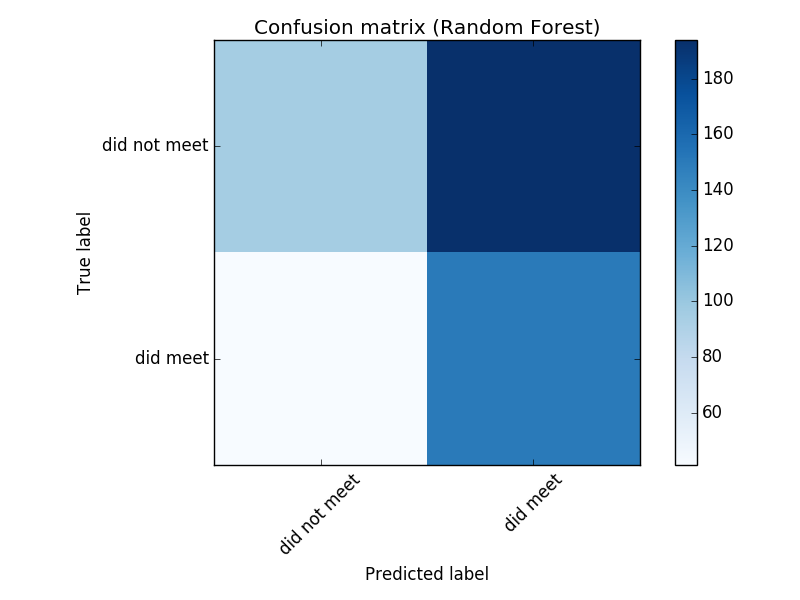 Confusion matrix (Random Forest)
True label
did not meet
did meet
did not meet
did meet
Predicted label
180
160
140
120
100
80
60